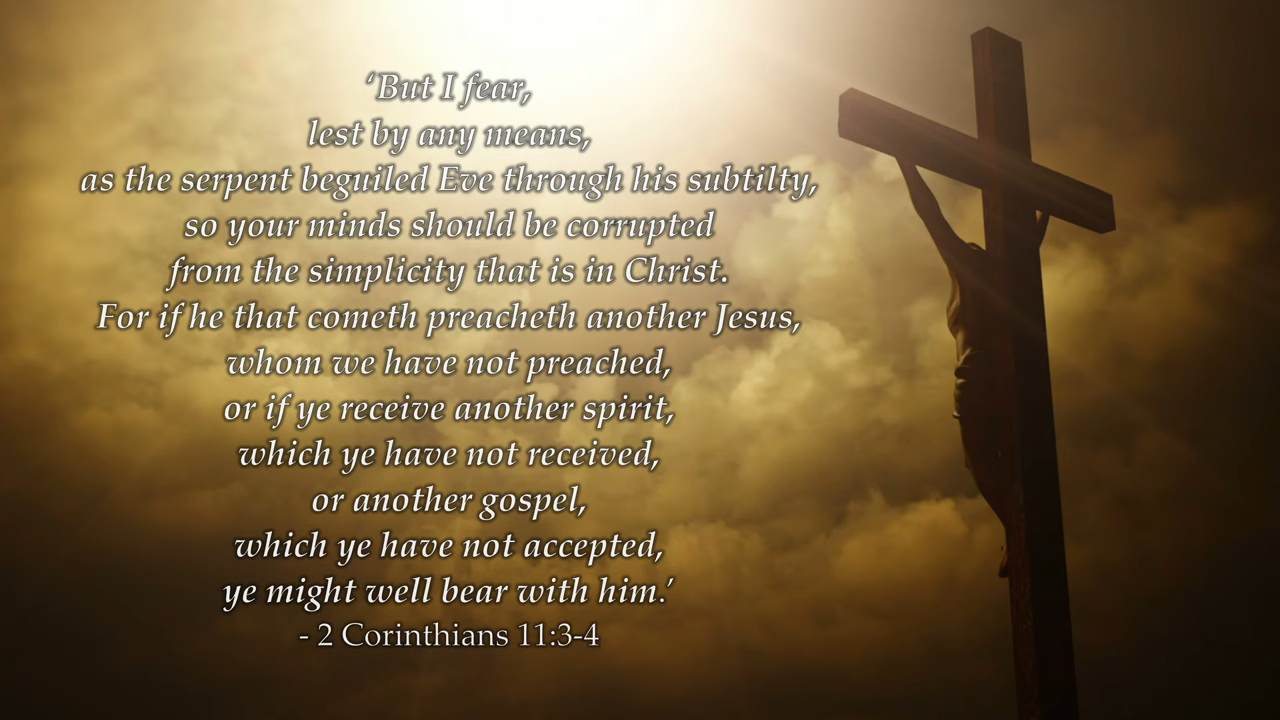 ‘But I fear,
lest by any means,
as the serpent beguiled Eve through his subtilty,
so your minds should be corrupted
from the simplicity that is in Christ.
For if he that cometh preacheth another Jesus,
whom we have not preached,
or if ye receive another spirit,
which ye have not received,
or another gospel,
which ye have not accepted,
ye might well bear with him.’
- 2 Corinthians 11:3-4